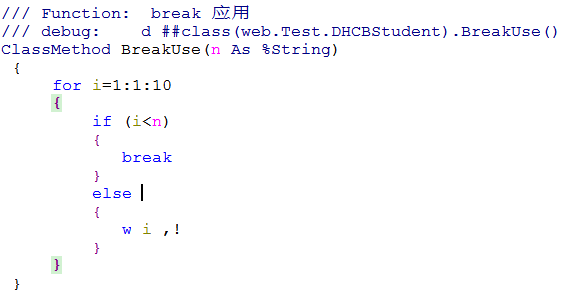 /// Function:  break 应用
/// debug:    d ##class(web.Test.DHCBStudent).BreakUse()
ClassMethod BreakUse(n As %String)
 {
     for i=1:1:10
     {
         if (i<n)
         {
            break
         }
         else
         {
            w i ,!
         }
     }
 }